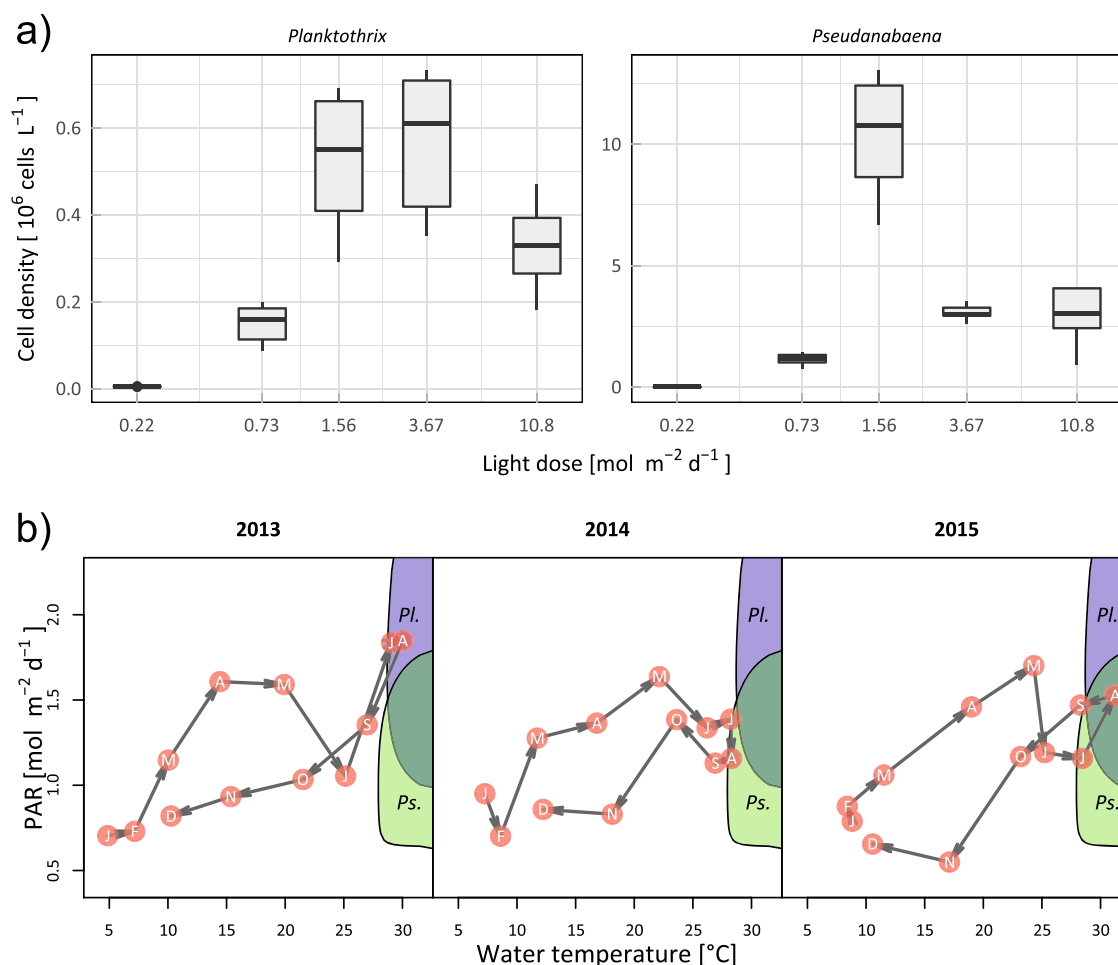 a)
Planktothrix
Pseudanabaena
Cell density [ 10⁶ cells L⁻¹ ]
0.6
0.4
0.2
0.0
10
5
0
0.22 0.73 1.56 3.67 10.8
0.22 0.73 1.56 3.67 10.8
Light dose [mol m⁻² d⁻¹ ]
b)
2013
2014
2015
PAR [mol m⁻² d⁻¹ ]
2.0
1.5
1.0
0.5
Pl.
Ps.
J F M A M J J A S O N D
Pl.
Ps.
J F M A M J J A S O N D
Pl.
Ps.
J F M A M J J A S O N D
5 10 15 20 25 30
5 10 15 20 25 30
5 10 15 20 25 30
Water temperature [°C]